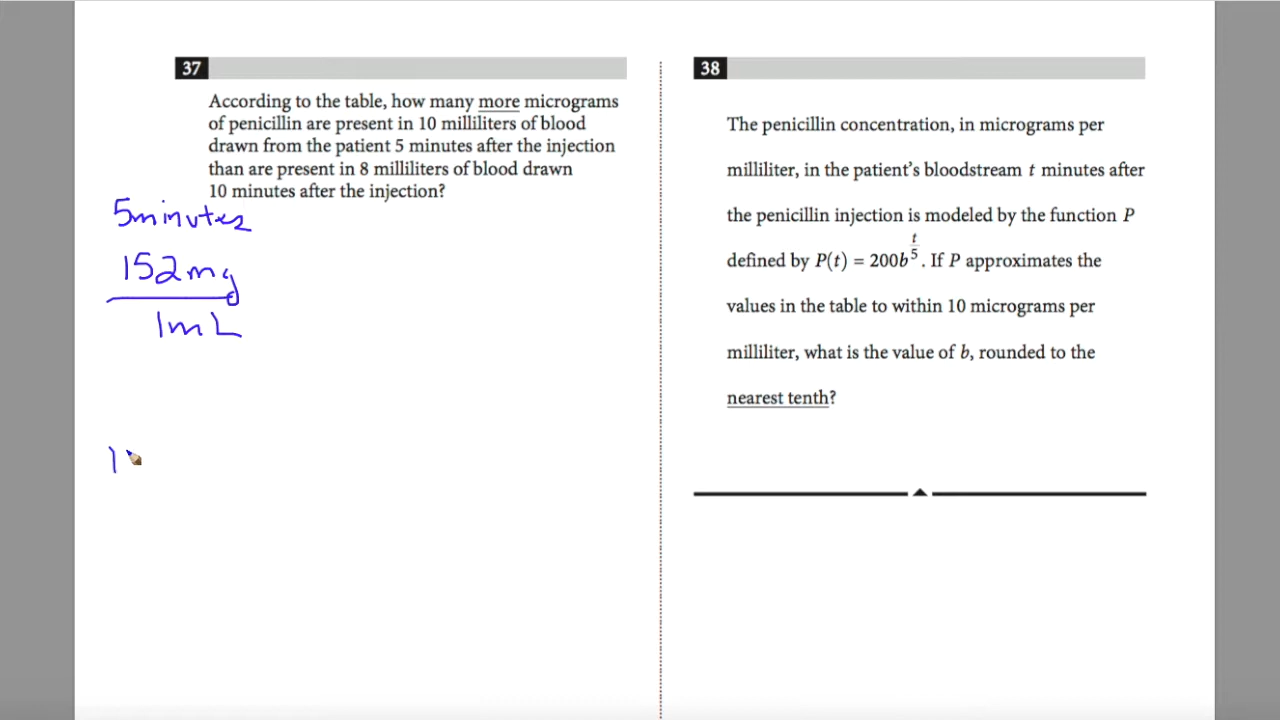 37
According to the table, how many more micrograms
of penicillin are present in 10 milliliters of blood
drawn from the patient 5 minutes after the injection
than are present in 8 milliliters of blood drawn
10 minutes after the injection?
5minutes
152mg
1mL
1
38
The penicillin concentration, in micrograms per
milliliter, in the patient’s bloodstream t minutes after
the penicillin injection is modeled by the function P
defined by P(t) = 200b^(t/5). If P approximates the
values in the table to within 10 micrograms per
milliliter, what is the value of b, rounded to the
nearest tenth?